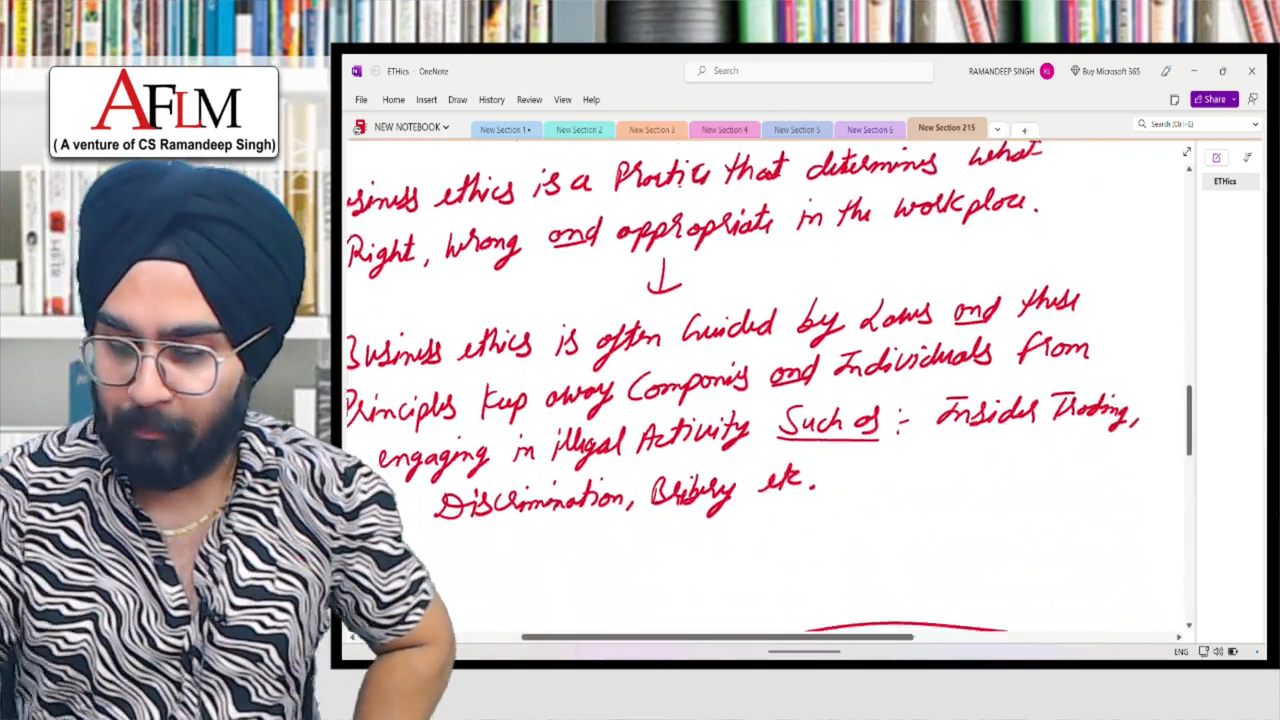 AFLM
( A venture of CS Ramandeep Singh)
ETHics - OneNote
Search
RAMANDEEP SINGH
RS
Buy Microsoft 365
File Home Insert Draw History Review View Help
Share
NEW NOTEBOOK
New Section 1
New Section 2
New Section 3
New Section 4
New Section 5
New Section 6
New Section 215
Search (Ctrl+E)
ETHics
siness ethics is a Practice that determines what
Right, wrong and appropriate in the workplace.
Business ethics is often Guided by Laws and these
Principles keep away Companies and Individuals from
engaging in illegal Activity Such as :- Insider Trading,
Discrimination, Bribery etc.
ENG